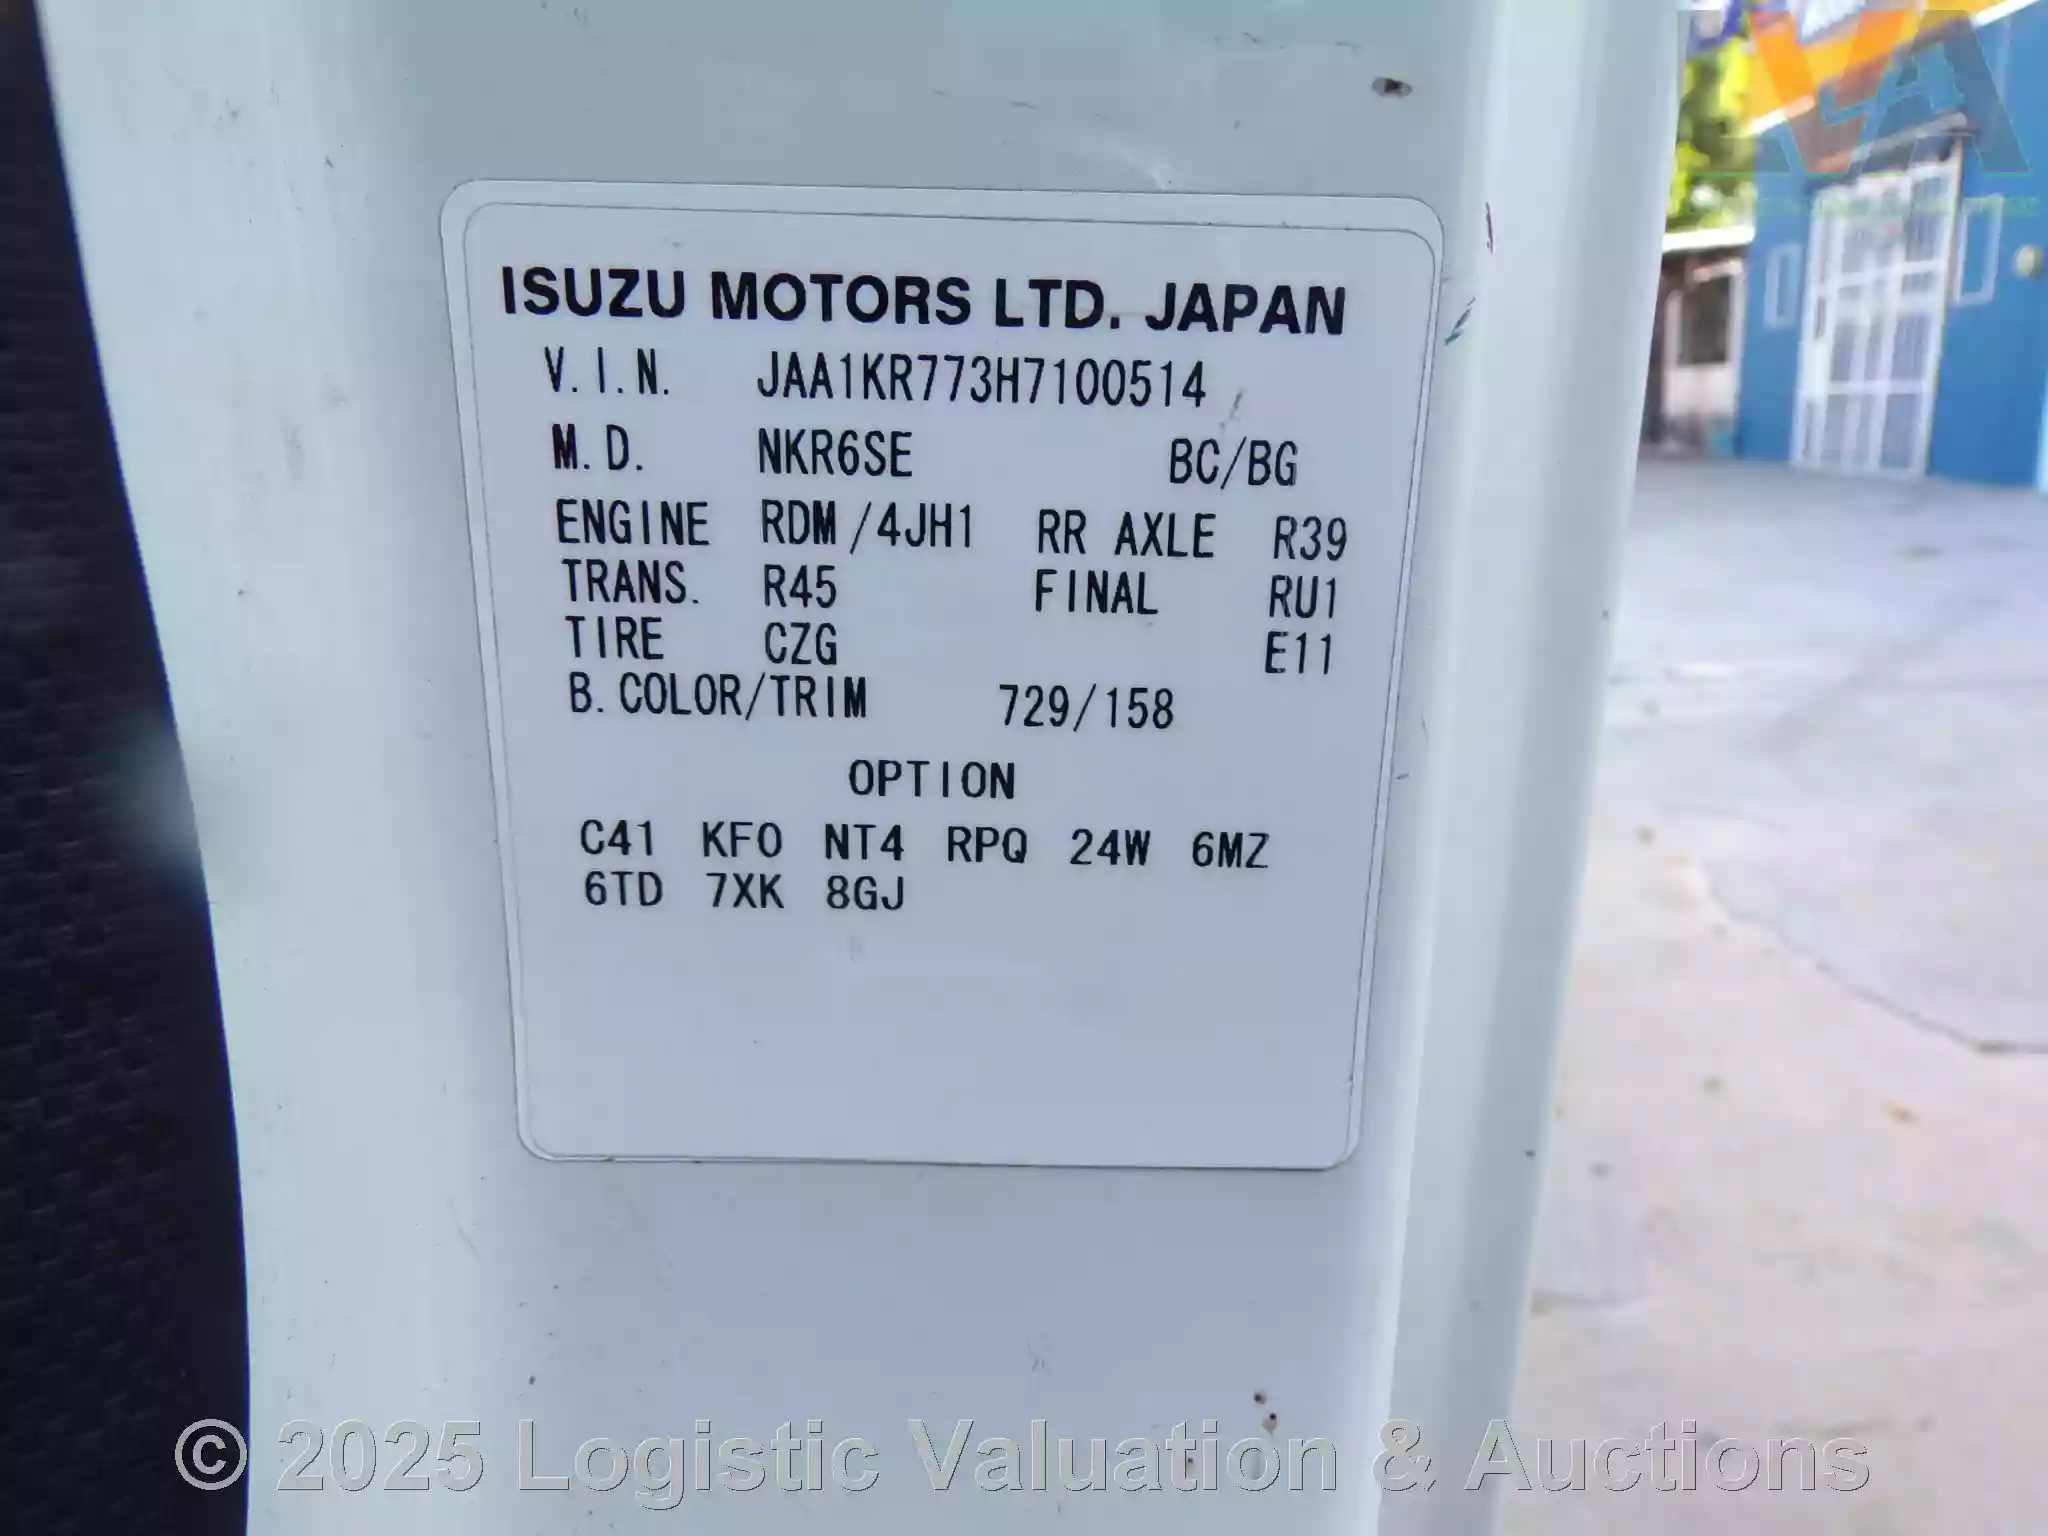 ISUZU MOTORS LTD. JAPAN
V.I.N. JAA1KR773H7100514
M.D. NKR6SE BC/BG
ENGINE RDM/4JH1 RR AXLE R39
TRANS. R45 FINAL RU1
TIRE CZG E11
B.COLOR/TRIM 729/158
OPTION
C41 KFO NT4 RPQ 24W 6MZ
6TD 7XK 8GJ
© 2025 Logistic Valuation & Auctions